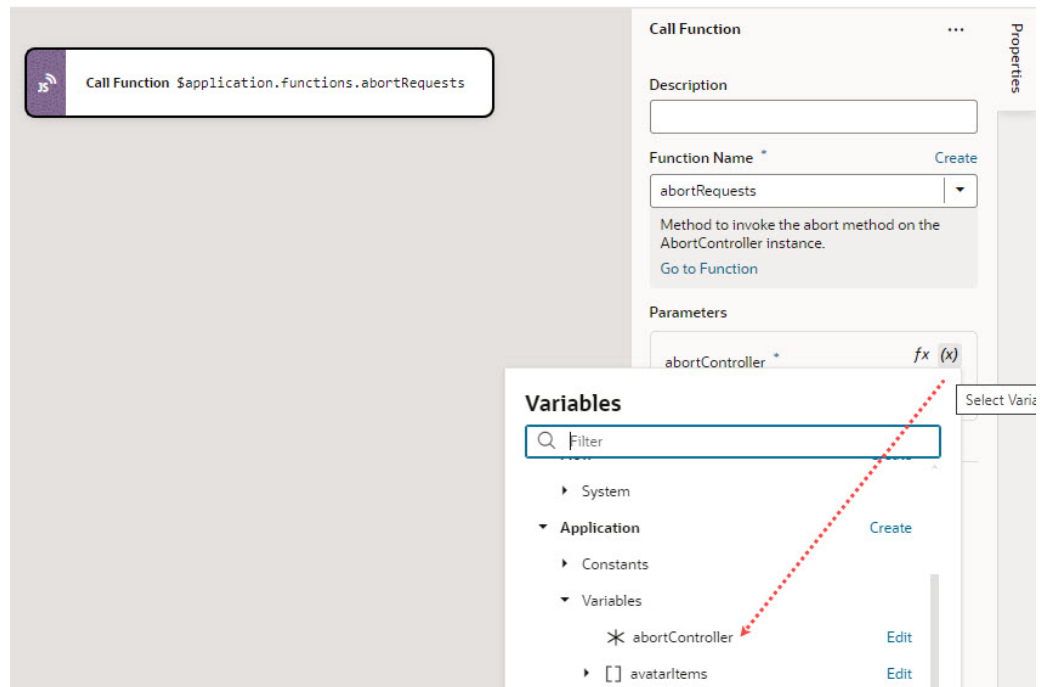 Call Function
...
Properties
JS
Call Function $application.functions.abortRequests
Description
Function Name * Create
abortRequests
Method to invoke the abort method on the
AbortController instance.
Go to Function
Parameters
abortController * fx (x)
Select Varia
Variables
Filter
System
Application Create
Constants
Variables
abortController Edit
[ ] avatarItems Edit